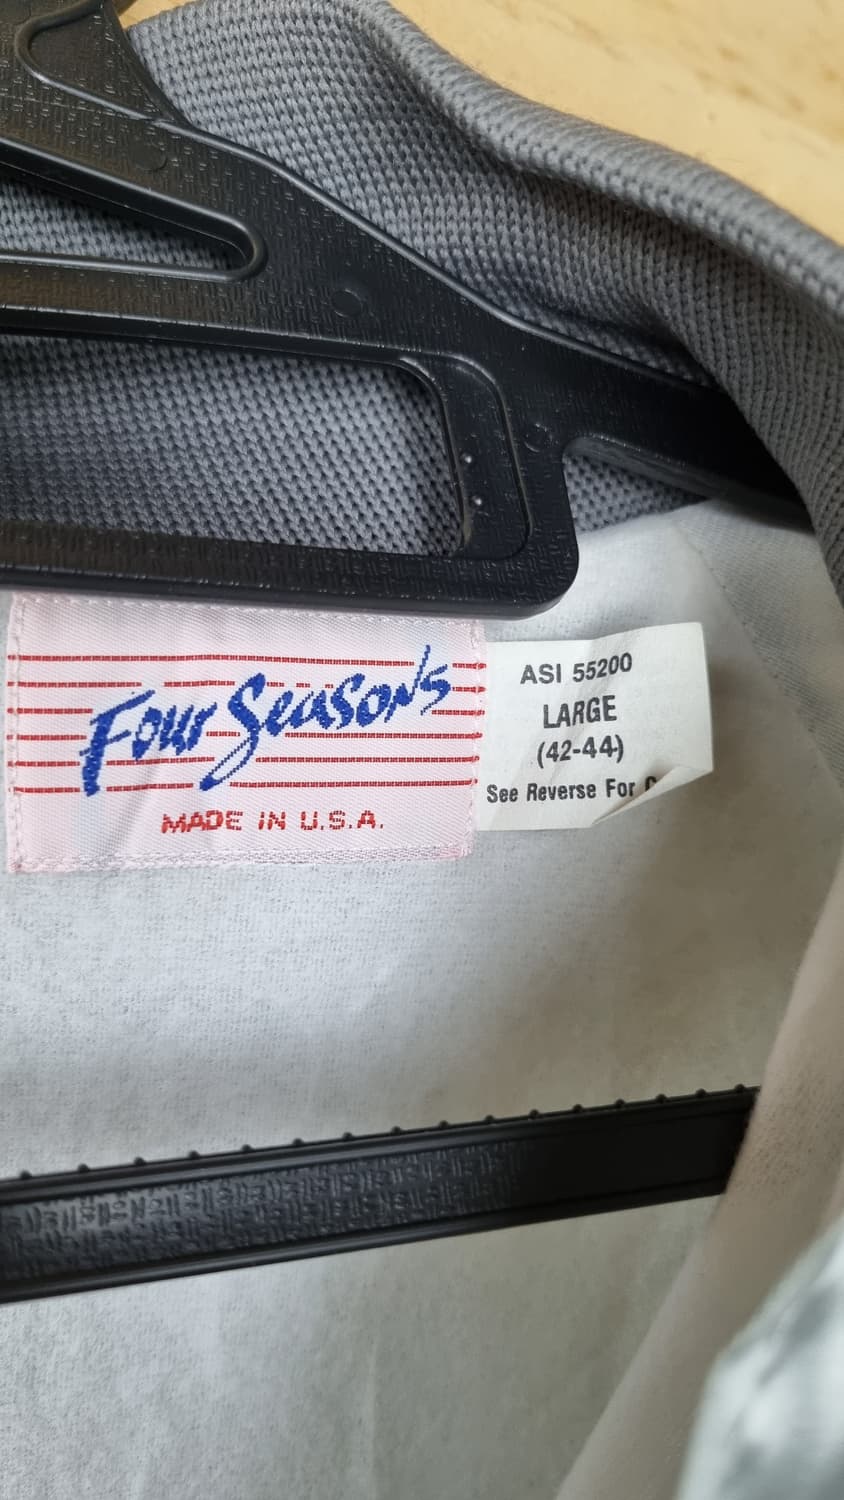 Four Seasons
MADE IN U.S.A.
ASI 55200
LARGE
(42-44)
See Reverse For